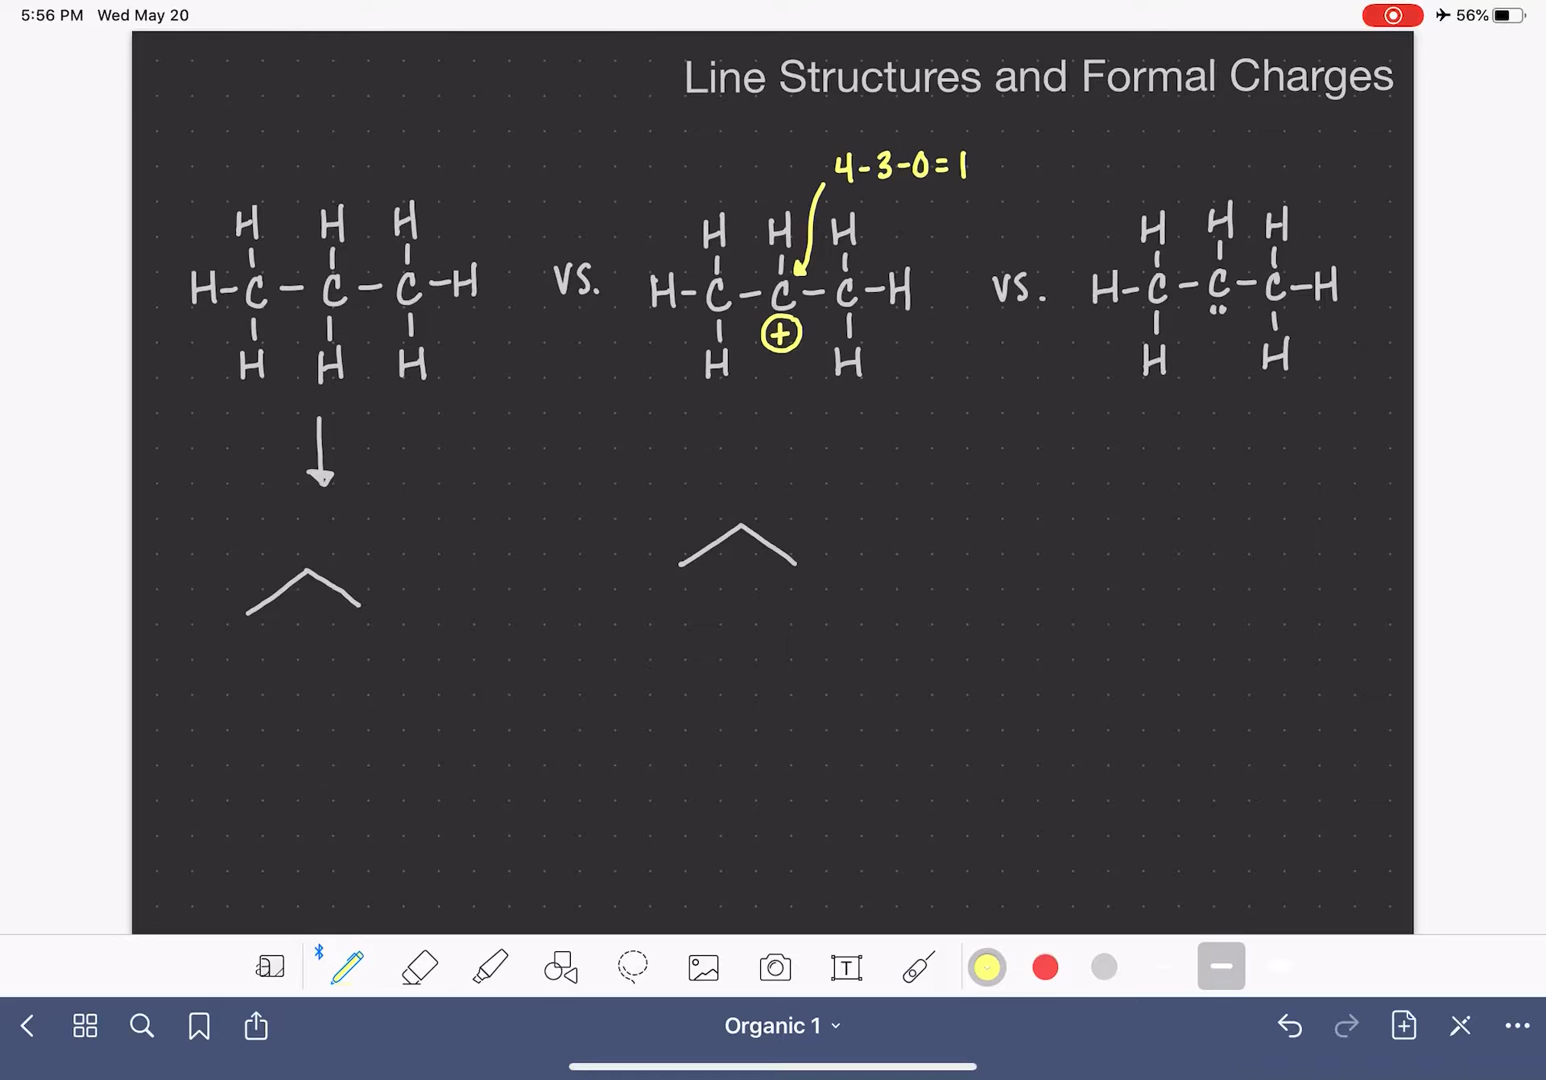 5:56 PM Wed May 20
56%
Line Structures and Formal Charges
4-3-0=1
H H H
H-C-C-C-H
H H H
vs.
H H H
H-C-C-C-H
+
H H
vs.
H H H
H-C-C-C-H
··
H H
T
Organic 1